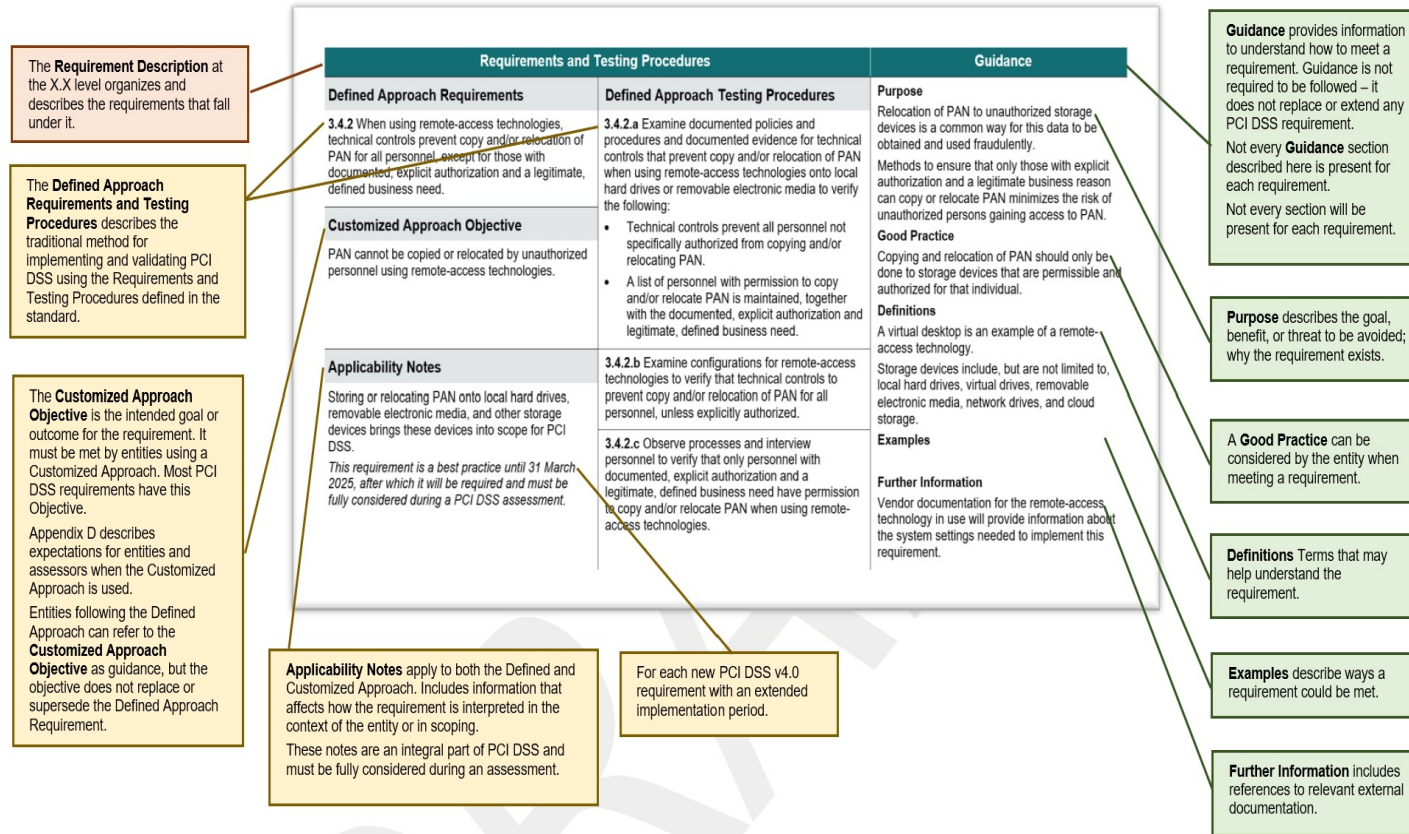 The Requirement Description at
the X.X level organizes and
describes the requirements that fall
under it.
The Defined Approach
Requirements and Testing
Procedures describes the
traditional method for
implementing and validating PCI
DSS using the Requirements and
Testing Procedures defined in the
standard.
The Customized Approach
Objective is the intended goal or
outcome for the requirement. It
must be met by entities using a
Customized Approach. Most PCI
DSS requirements have this
Objective.
Appendix D describes
expectations for entities and
assessors when the Customized
Approach is used.
Entities following the Defined
Approach can refer to the
Customized Approach
Objective as guidance, but the
objective does not replace or
supersede the Defined Approach
Requirement.
Requirements and Testing Procedures
Guidance
Defined Approach Requirements
3.4.2 When using remote-access technologies,
technical controls prevent copy and/or relocation of
PAN for all personnel, except for those with
documented, explicit authorization and a legitimate,
defined business need.
Customized Approach Objective
PAN cannot be copied or relocated by unauthorized
personnel using remote-access technologies.
Applicability Notes
Storing or relocating PAN onto local hard drives,
removable electronic media, and other storage
devices brings these devices into scope for PCI
DSS.
This requirement is a best practice until 31 March
2025, after which it will be required and must be
fully considered during a PCI DSS assessment.
Defined Approach Testing Procedures
3.4.2.a Examine documented policies and
procedures and documented evidence for technical
controls that prevent copy and/or relocation of PAN
when using remote-access technologies onto local
hard drives or removable electronic media to verify
the following:
• Technical controls prevent all personnel not
specifically authorized from copying and/or
relocating PAN.
• A list of personnel with permission to copy
and/or relocate PAN is maintained, together
with the documented, explicit authorization and
legitimate, defined business need.
3.4.2.b Examine configurations for remote-access
technologies to verify that technical controls to
prevent copy and/or relocation of PAN for all
personnel, unless explicitly authorized.
3.4.2.c Observe processes and interview
personnel to verify that only personnel with
documented, explicit authorization and a
legitimate, defined business need have permission
to copy and/or relocate PAN when using remote-
access technologies.
Purpose
Relocation of PAN to unauthorized storage
devices is a common way for this data to be
obtained and used fraudulently.
Methods to ensure that only those with explicit
authorization and a legitimate business reason
can copy or relocate PAN minimizes the risk of
unauthorized persons gaining access to PAN.
Good Practice
Copying and relocation of PAN should only be
done to storage devices that are permissible and
authorized for that individual.
Definitions
A virtual desktop is an example of a remote-
access technology.
Storage devices include, but are not limited to,
local hard drives, virtual drives, removable
electronic media, network drives, and cloud
storage.
Examples
Further Information
Vendor documentation for the remote-access
technology in use will provide information about
the system settings needed to implement this
requirement.
Applicability Notes apply to both the Defined and
Customized Approach. Includes information that
affects how the requirement is interpreted in the
context of the entity or in scoping.
These notes are an integral part of PCI DSS and
must be fully considered during an assessment.
For each new PCI DSS v4.0
requirement with an extended
implementation period.
Guidance provides information
to understand how to meet a
requirement. Guidance is not
required to be followed – it
does not replace or extend any
PCI DSS requirement.
Not every Guidance section
described here is present for
each requirement.
Not every section will be
present for each requirement.
Purpose describes the goal,
benefit, or threat to be avoided;
why the requirement exists.
A Good Practice can be
considered by the entity when
meeting a requirement.
Definitions Terms that may
help understand the
requirement.
Examples describe ways a
requirement could be met.
Further Information includes
references to relevant external
documentation.